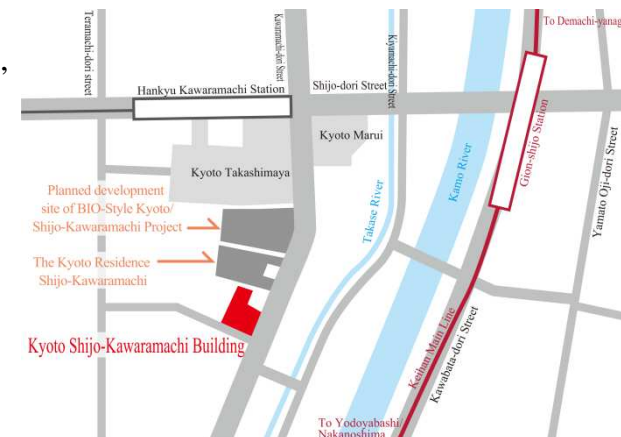 ,
Teramachi-dori street
Kawaramachi-dori Street
Kiyamachi-dori Street
To Demachi-yanag
Hankyu Kawaramachi Station
Shijo-dori Street
Kyoto Marui
Kyoto Takashimaya
Gion-shijo Station
Kamo River
Takase River
Yamato Oji-dori Street
Planned development
site of BIO-Style Kyoto/
Shijo-Kawaramachi Project
The Kyoto Residence
Shijo-Kawaramachi
Kyoto Shijo-Kawaramachi Building
Keihan Main Line
Kawabata-dori Street
To Yodoyabashi/
Nakanoshima